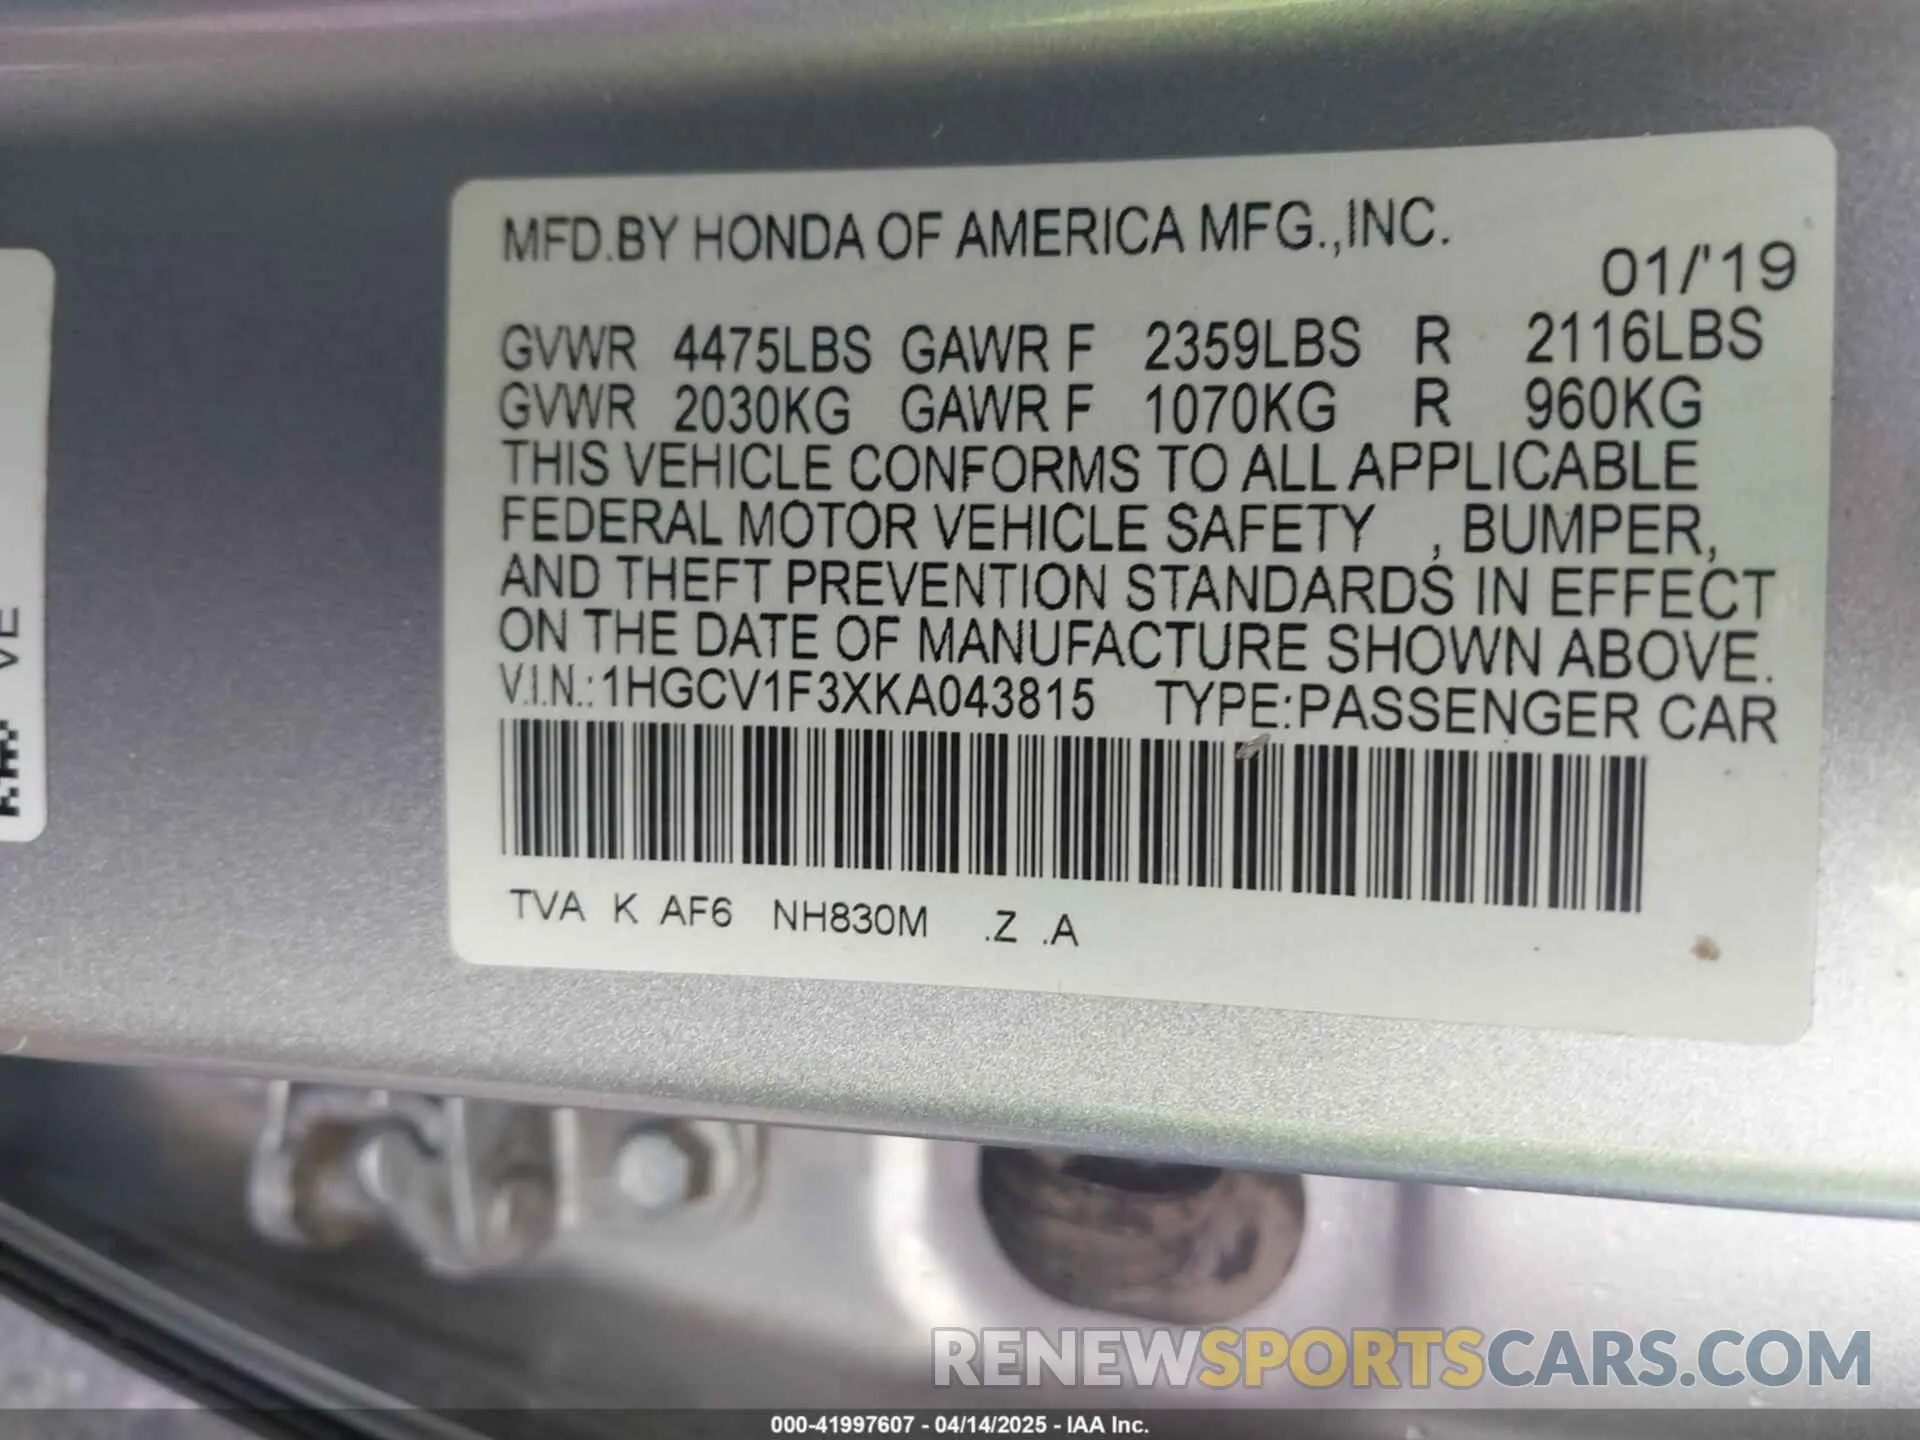 MFD.BY HONDA OF AMERICA MFG.,INC.
01/'19
GVWR 4475LBS GAWR F 2359LBS R 2116LBS
GVWR 2030KG GAWR F 1070KG R 960KG
THIS VEHICLE CONFORMS TO ALL APPLICABLE
FEDERAL MOTOR VEHICLE SAFETY , BUMPER,
AND THEFT PREVENTION STANDARDS IN EFFECT
ON THE DATE OF MANUFACTURE SHOWN ABOVE.
V.I.N.:1HGCV1F3XKA043815 TYPE:PASSENGER CAR
TVA K AF6 NH830M .Z .A
VE
RENEWSPORTSCARS.COM
000-41997607 - 04/14/2025 - IAA Inc.